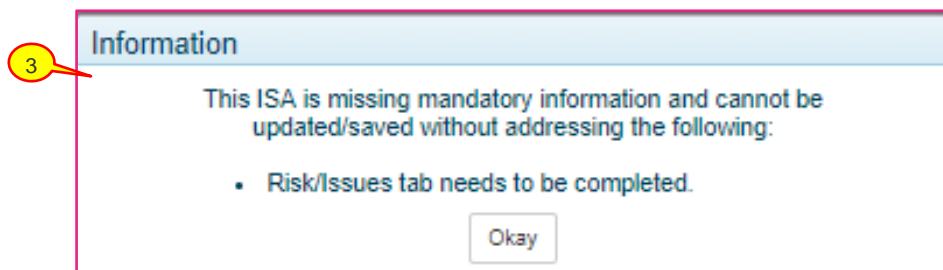 Information
3
This ISA is missing mandatory information and cannot be
updated/saved without addressing the following:
• Risk/Issues tab needs to be completed.
Okay